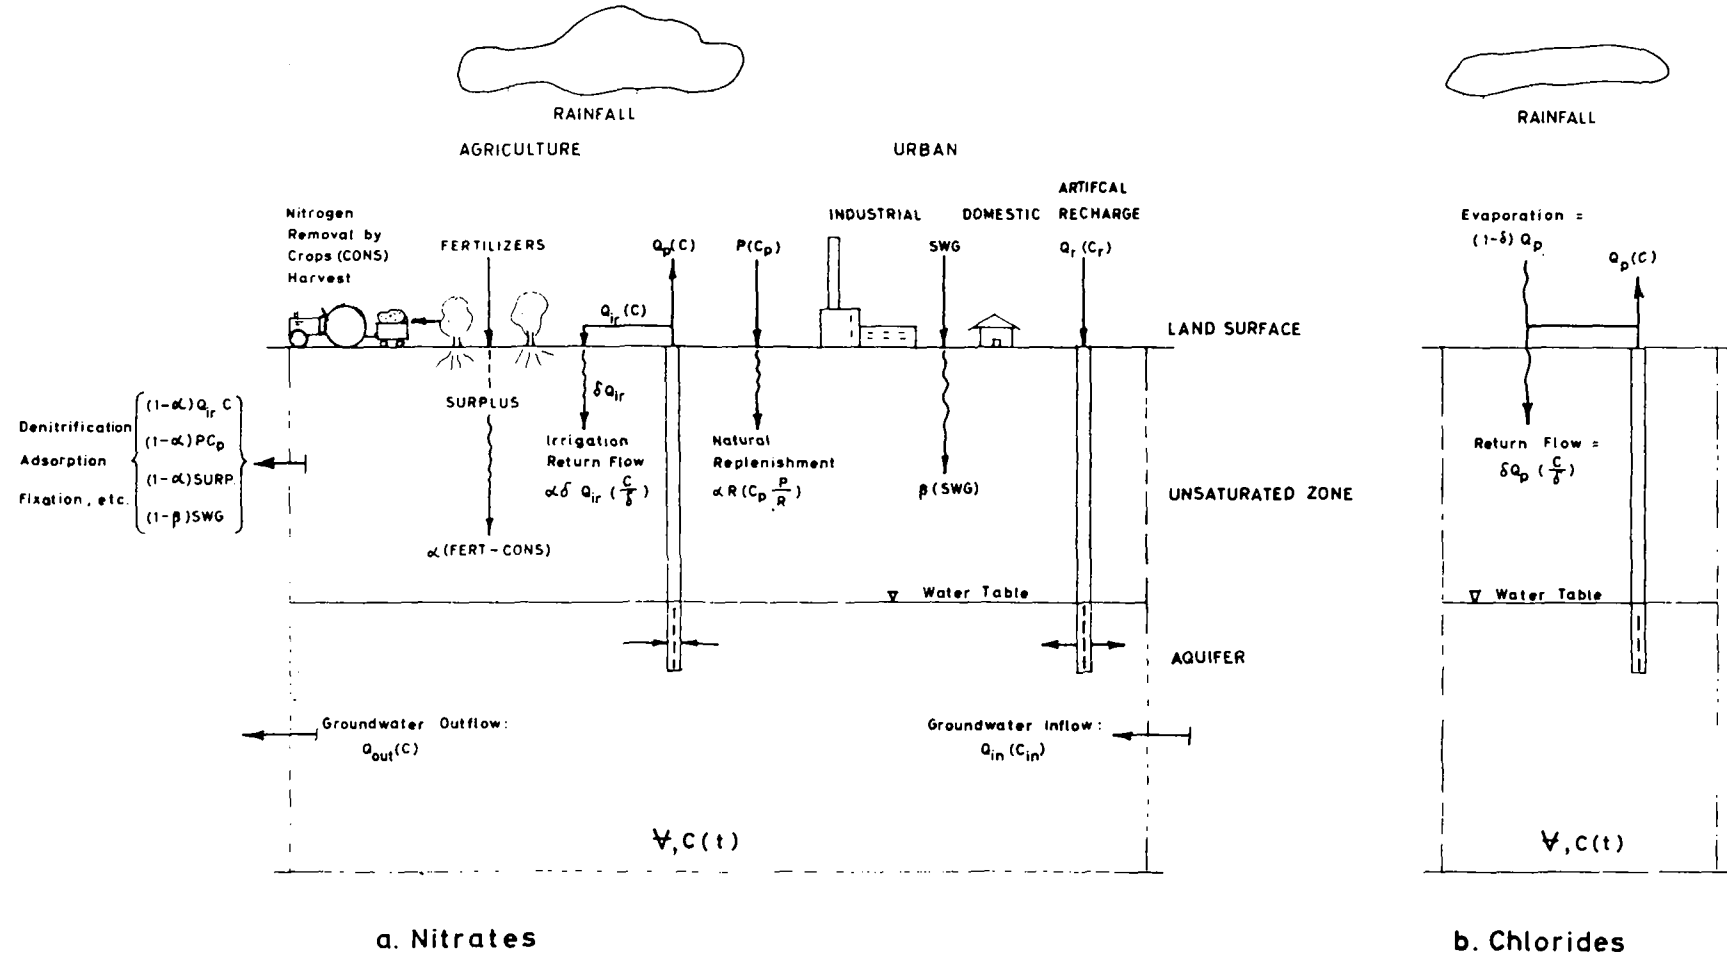 RAINFALL
AGRICULTURE
URBAN
Nitrogen
Removal by
Crops (CONS)
Harvest
FERTILIZERS
Qp(C)
P(Cp)
INDUSTRIAL
SWG
DOMESTIC
ARTIFCAL
RECHARGE
Qr(Cr)
Qir(C)
LAND SURFACE
Denitrification
Adsorption
Fixation, etc.
(1-α)Qir C
(1-α)PCp
(1-α)SURP.
(1-β)SWG
SURPLUS
α(FERT-CONS)
δQir
Irrigation
Return Flow
αδ Qir (C/δ)
Natural
Replenishment
αR(Cp P/R)
β(SWG)
UNSATURATED ZONE
Water Table
AQUIFER
Groundwater Outflow:
Qout(C)
Groundwater Inflow:
Qin(Cin)
V,C(t)
a. Nitrates
RAINFALL
Evaporation =
(1-δ) Qp
Qp(C)
Return Flow =
δQp (C/δ)
Water Table
V,C(t)
b. Chlorides